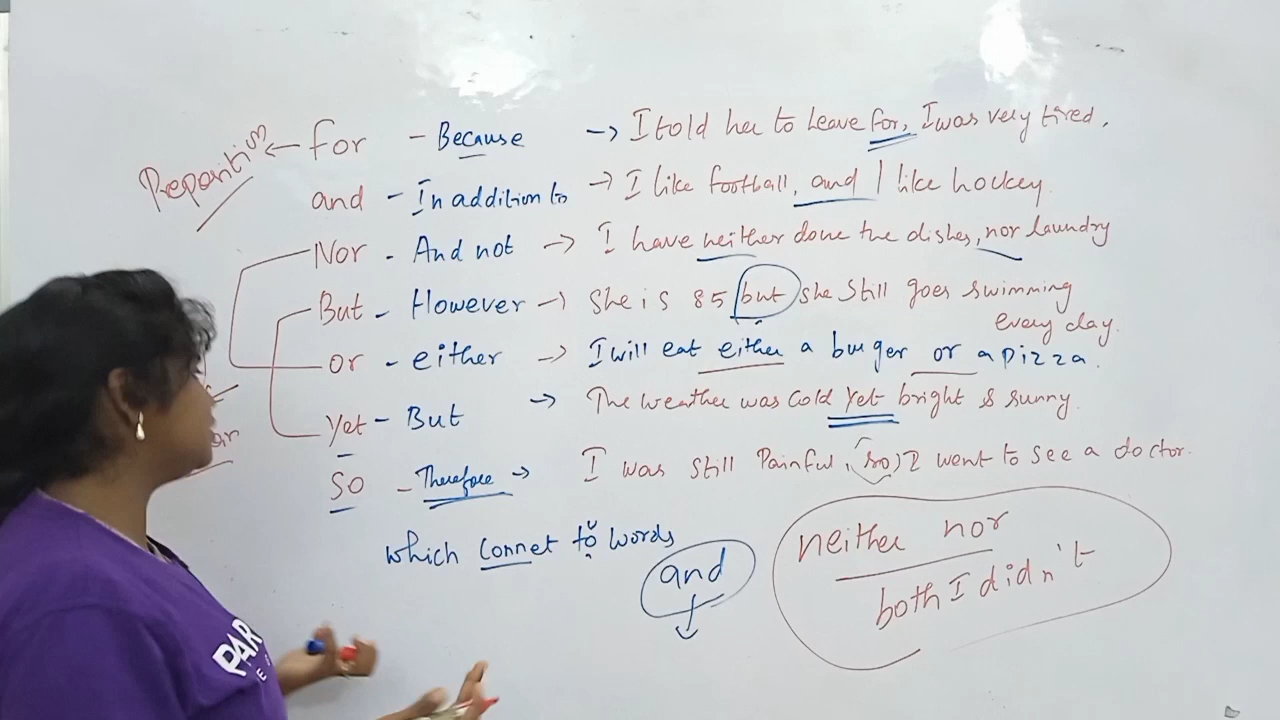 Preposition ← for - Because → I told her to leave for, I was very tired.
and - In addition to → I like football, and I like hockey.
Nor - And not → I have neither done the dishes, nor laundry
But - However → She is 85 but she still goes swimming
every day.
or - either → I will eat either a burger or a pizza.
Yet - But → The weather was cold yet bright & sunny.
So - Therefore → I was still Painful, (so) I went to see a doctor.
which connet to words
and
neither nor
both I didn't
PAR